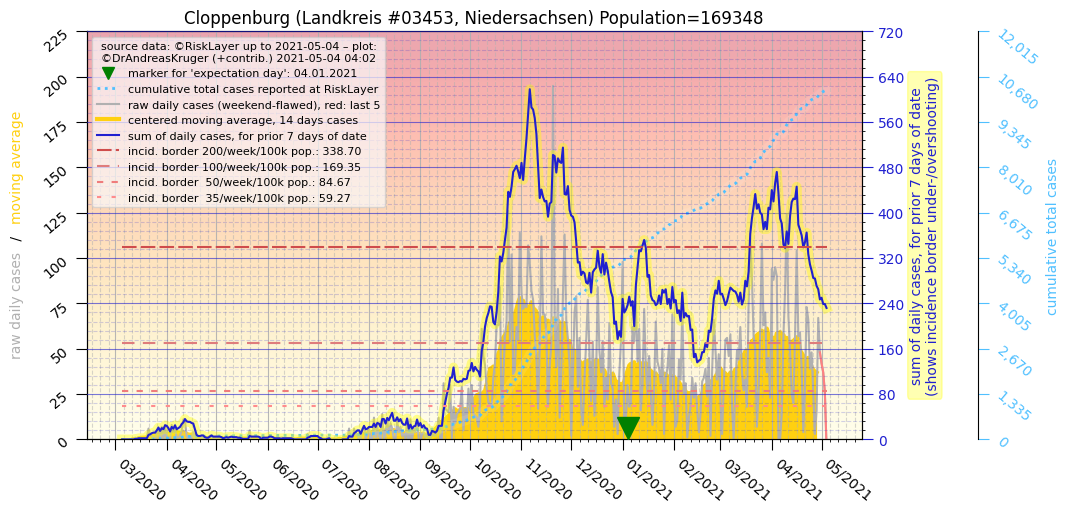 Cloppenburg (Landkreis #03453, Niedersachsen) Population=169348
source data: ©RiskLayer up to 2021-05-04 – plot:
©DrAndreasKruger (+contrib.) 2021-05-04 04:02
marker for 'expectation day': 04.01.2021
cumulative total cases reported at RiskLayer
raw daily cases (weekend-flawed), red: last 5
centered moving average, 14 days cases
sum of daily cases, for prior 7 days of date
incid. border 200/week/100k pop.: 338.70
incid. border 100/week/100k pop.: 169.35
incid. border  50/week/100k pop.: 84.67
incid. border  35/week/100k pop.: 59.27
raw daily cases / moving average
225
200
175
150
125
100
75
50
25
0
03/2020
04/2020
05/2020
06/2020
07/2020
08/2020
09/2020
10/2020
11/2020
12/2020
01/2021
02/2021
03/2021
04/2021
05/2021
720
640
560
480
400
320
240
160
80
0
sum of daily cases, for prior 7 days of date
(shows incidence border under-/overshooting)
12,015
10,680
9,345
8,010
6,675
5,340
4,005
2,670
1,335
0
cumulative total cases